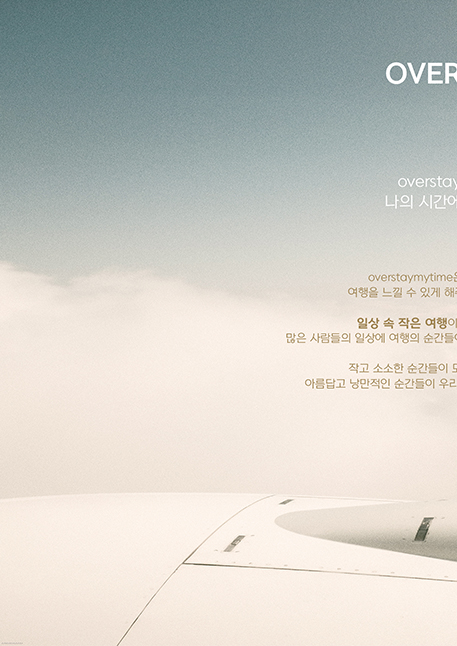 OVER
overstay
나의 시간에
overstaymytime은
여행을 느낄 수 있게 해
일상 속 작은 여행이
많은 사람들의 일상에 여행의 순간들이
작고 소소한 순간들이 모
아름답고 낭만적인 순간들이 우리